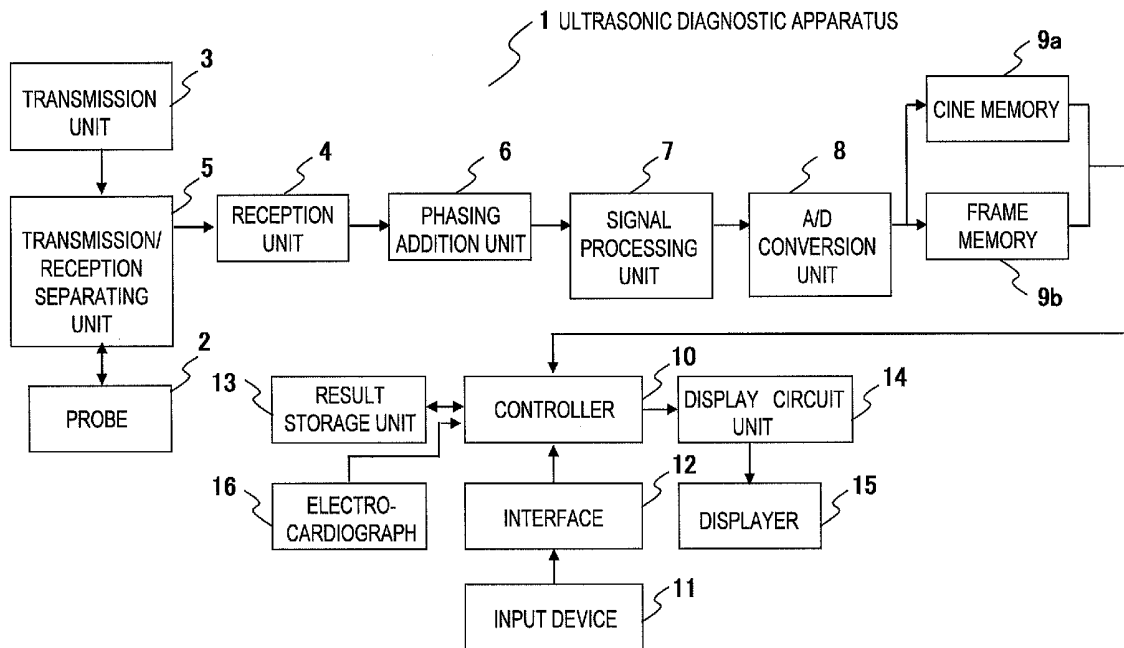 1 ULTRASONIC DIAGNOSTIC APPARATUS
3
TRANSMISSION
UNIT
5
TRANSMISSION/
RECEPTION
SEPARATING
UNIT
2
PROBE
4
RECEPTION
UNIT
6
PHASING
ADDITION UNIT
7
SIGNAL
PROCESSING
UNIT
8
A/D
CONVERSION
UNIT
9a
CINE MEMORY
FRAME
MEMORY
9b
13
RESULT
STORAGE UNIT
10
CONTROLLER
14
DISPLAY CIRCUIT
UNIT
16
ELECTRO-
CARDIOGRAPH
12
INTERFACE
15
DISPLAYER
11
INPUT DEVICE